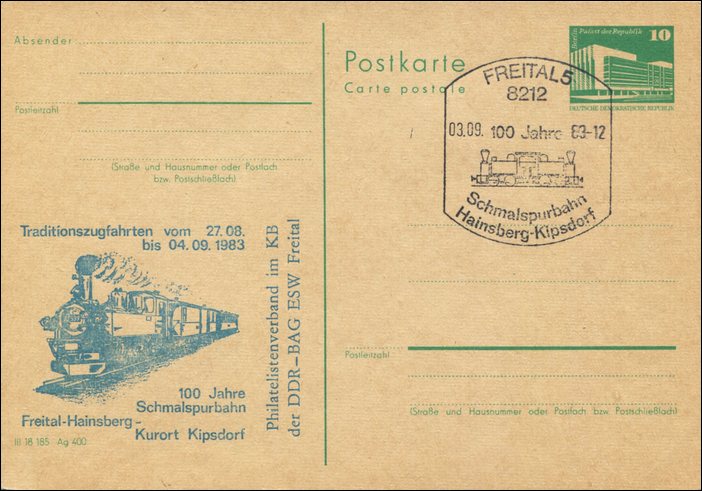 Absender
Postleitzahl
(Straße und Hausnummer oder Postfach
bzw. Postschließfach)
Traditionszugfahrten vom 27.08.
bis 04.09.1983
100 Jahre
Schmalspurbahn
Freital-Hainsberg-
Kurort Kipsdorf
III 18 185 Ag 400
Philatelistenverband im KB
der DDR-BAG ESW Freital
Postkarte
Carte postale
Berlin Palast der Republik 10
DEUTSCHE DEMOKRATISCHE REPUBLIK
FREITAL 5
8212
03.09. 100 Jahre 83-12
Schmalspurbahn
Hainsberg-Kipsdorf
Postleitzahl
(Straße und Hausnummer oder Postfach bzw. Postschließfach)